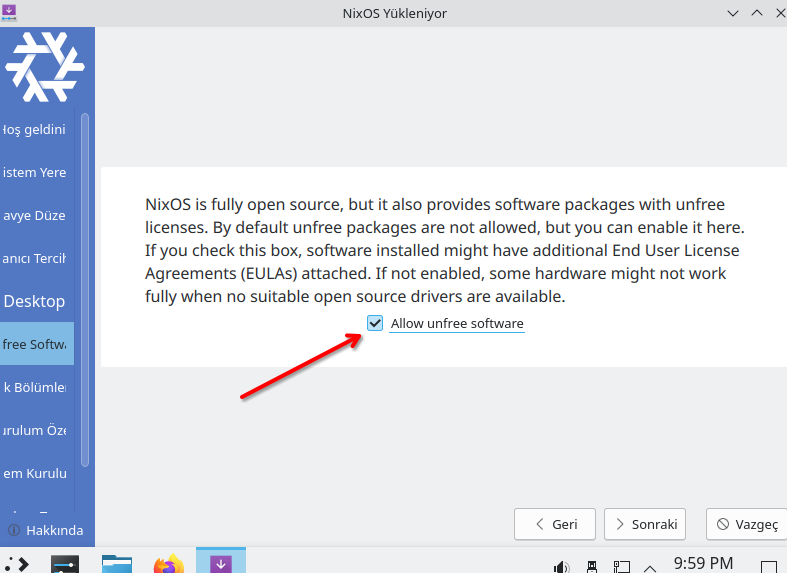 NixOS Yükleniyor
Hoş geldini
istem Yere
avye Düze
anıcı Tercih
Desktop
free Softwa
k Bölümler
urulum Öze
em Kurulu
Hakkında
NixOS is fully open source, but it also provides software packages with unfree
licenses. By default unfree packages are not allowed, but you can enable it here.
If you check this box, software installed might have additional End User License
Agreements (EULAs) attached. If not enabled, some hardware might not work
fully when no suitable open source drivers are available.
Allow unfree software
Geri
Sonraki
Vazgeç
9:59 PM